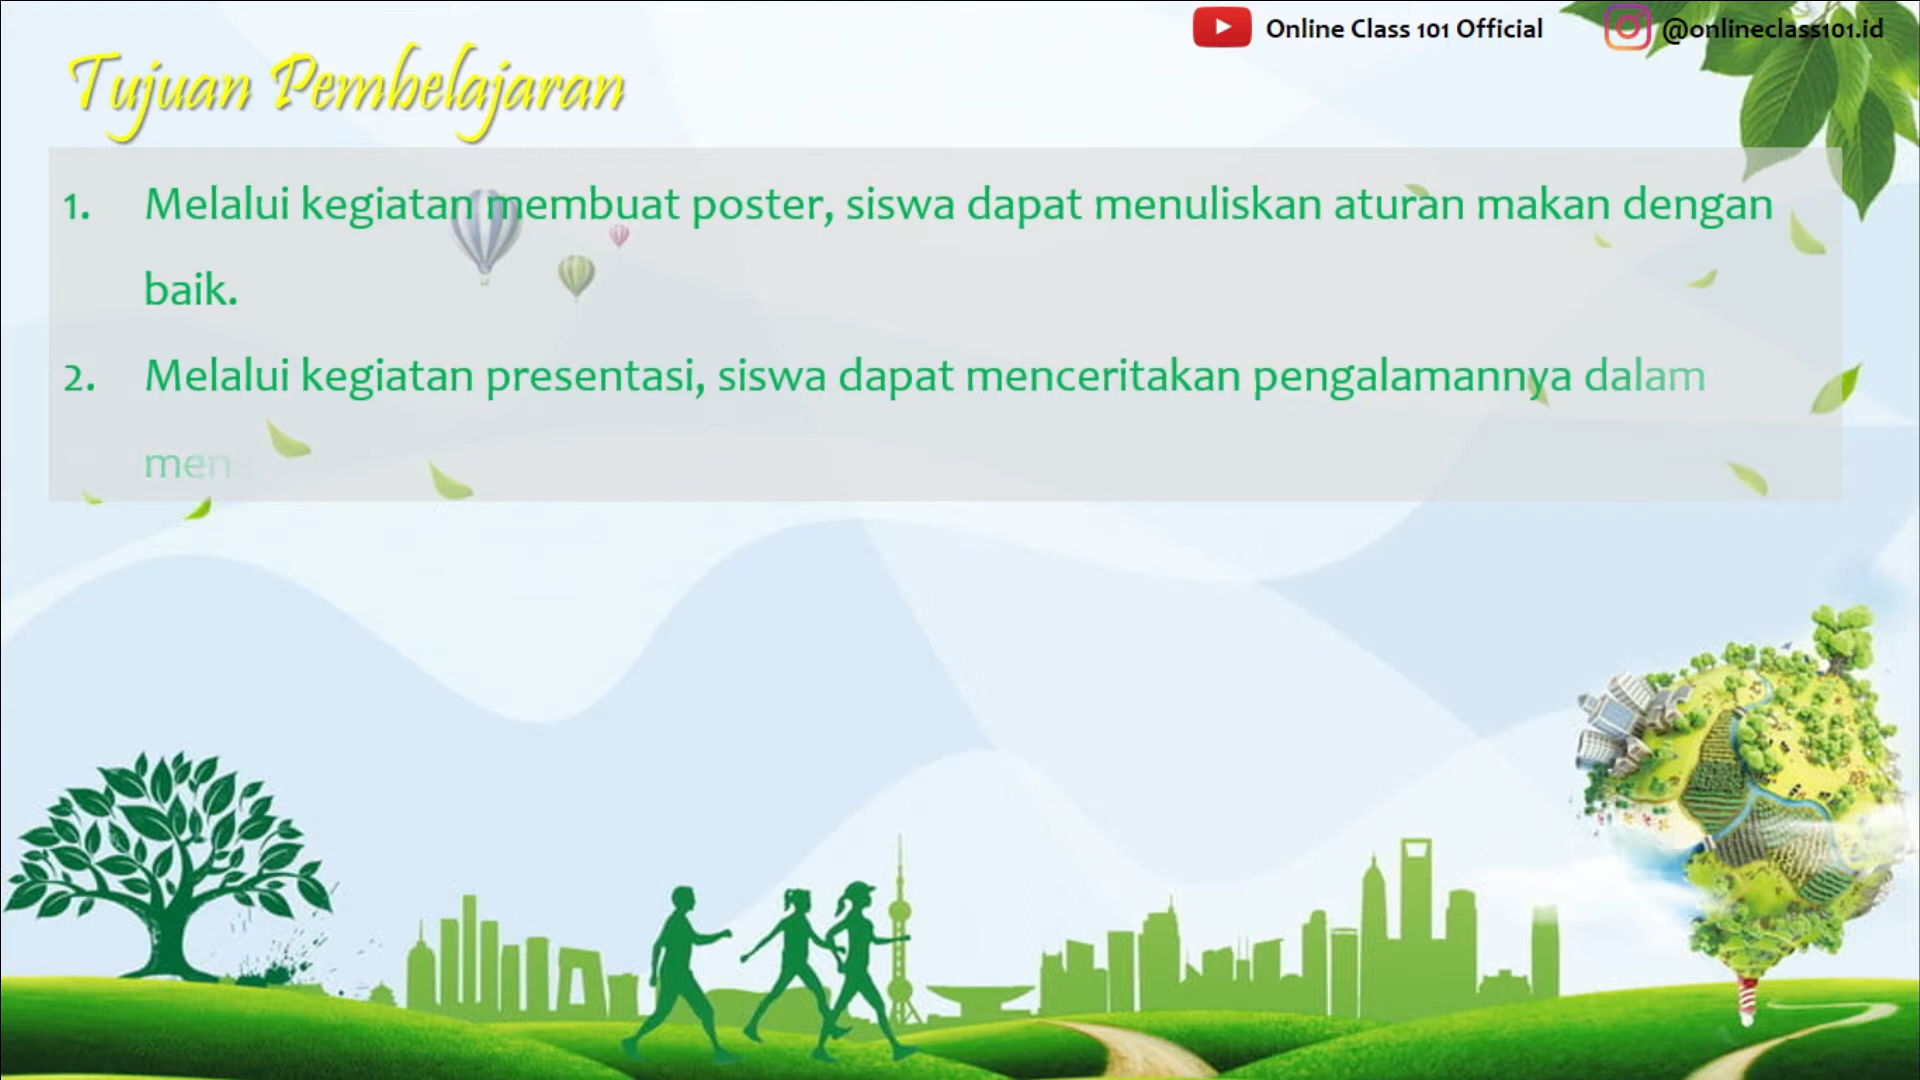 Online Class 101 Official
@onlineclass101.id
Tujuan Pembelajaran
1. Melalui kegiatan membuat poster, siswa dapat menuliskan aturan makan dengan
baik.
2. Melalui kegiatan presentasi, siswa dapat menceritakan pengalamannya dalam